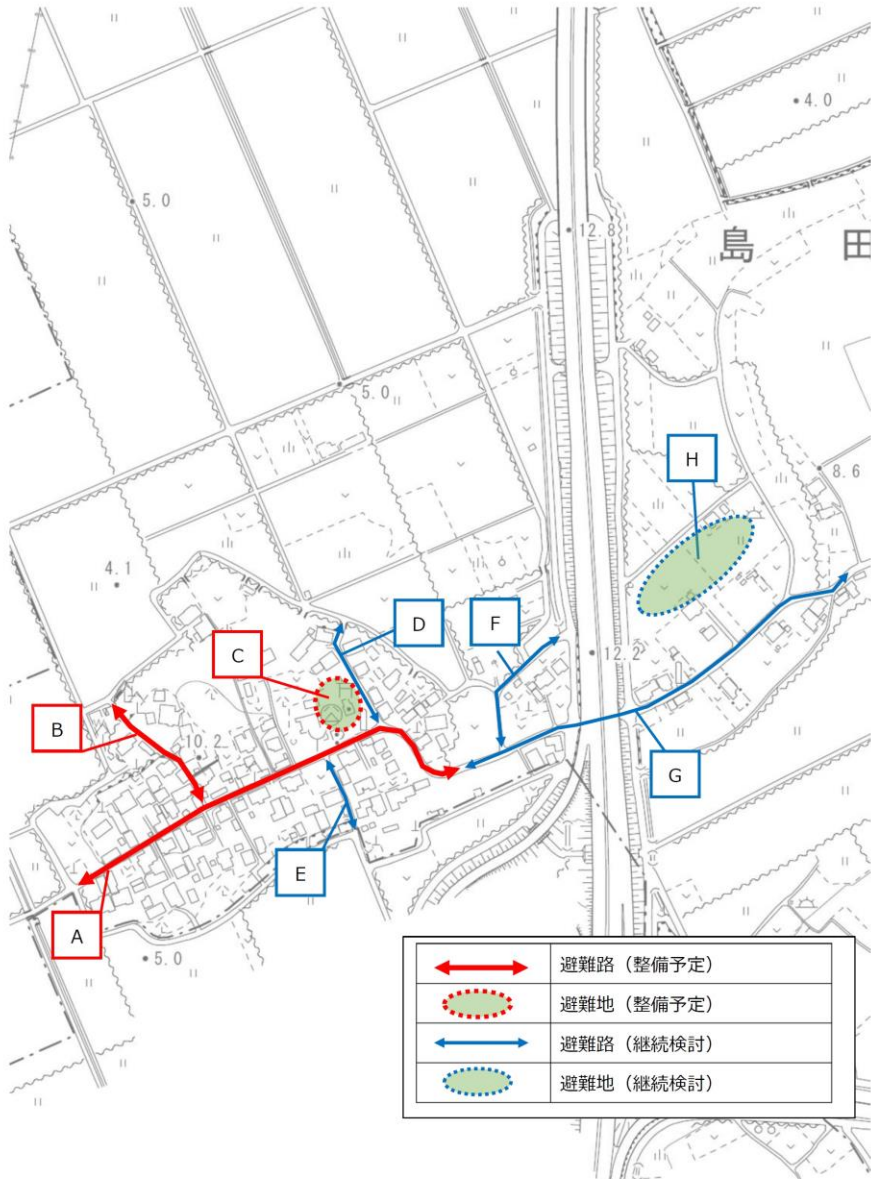 4.0
5.0
12.8
島 田
5.0
H
8.6
4.1
D
F
C
12.2
B
10.2
G
E
A
5.0
避難路（整備予定）
避難地（整備予定）
避難路（継続検討）
避難地（継続検討）